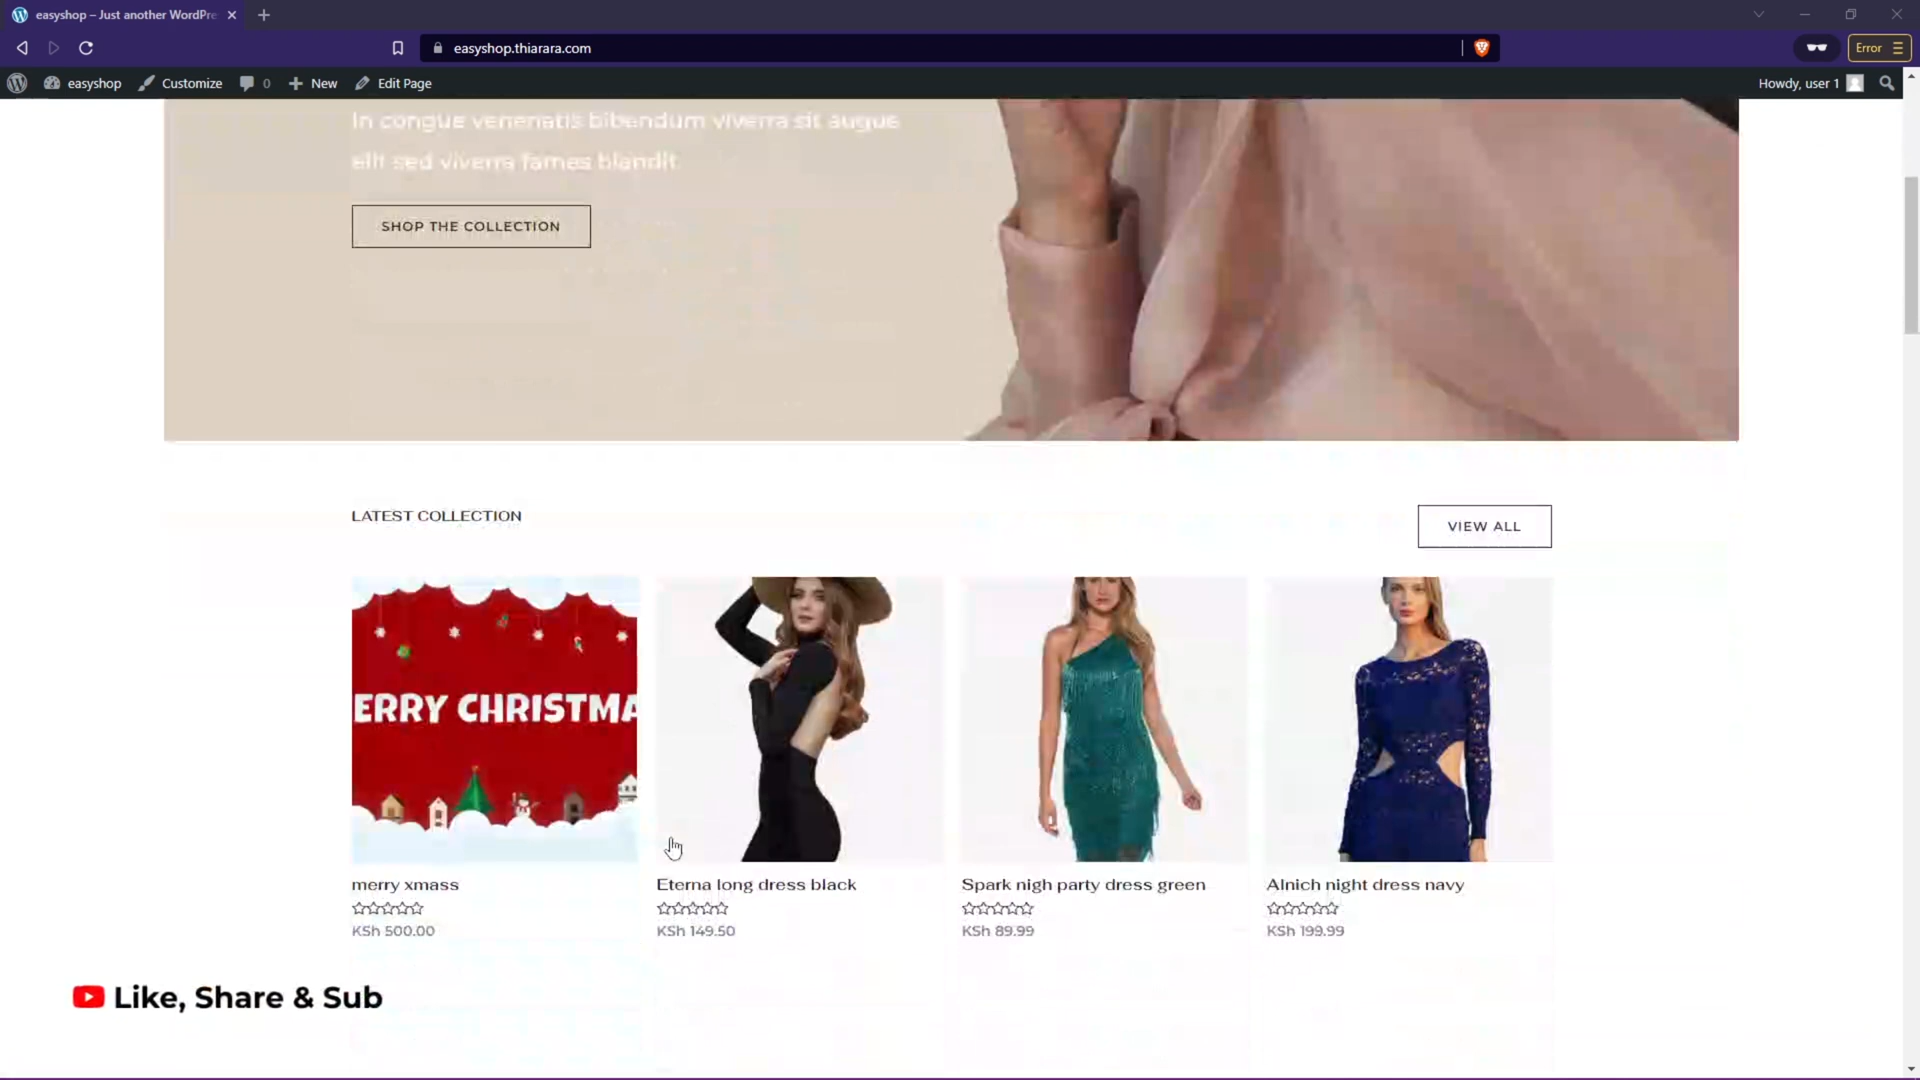 easyshop – Just another WordPre
easyshop.thiarara.com
Error
easyshop
Customize
0
New
Edit Page
Howdy, user 1
In congue venenatis bibendum viverra sit augue
elit sed viverra fames blandit
SHOP THE COLLECTION
LATEST COLLECTION
VIEW ALL
ERRY CHRISTMA
merry xmass
Eterna long dress black
Spark nigh party dress green
Alnich night dress navy
KSh 500.00
KSh 149.50
KSh 89.99
KSh 199.99
Like, Share & Sub